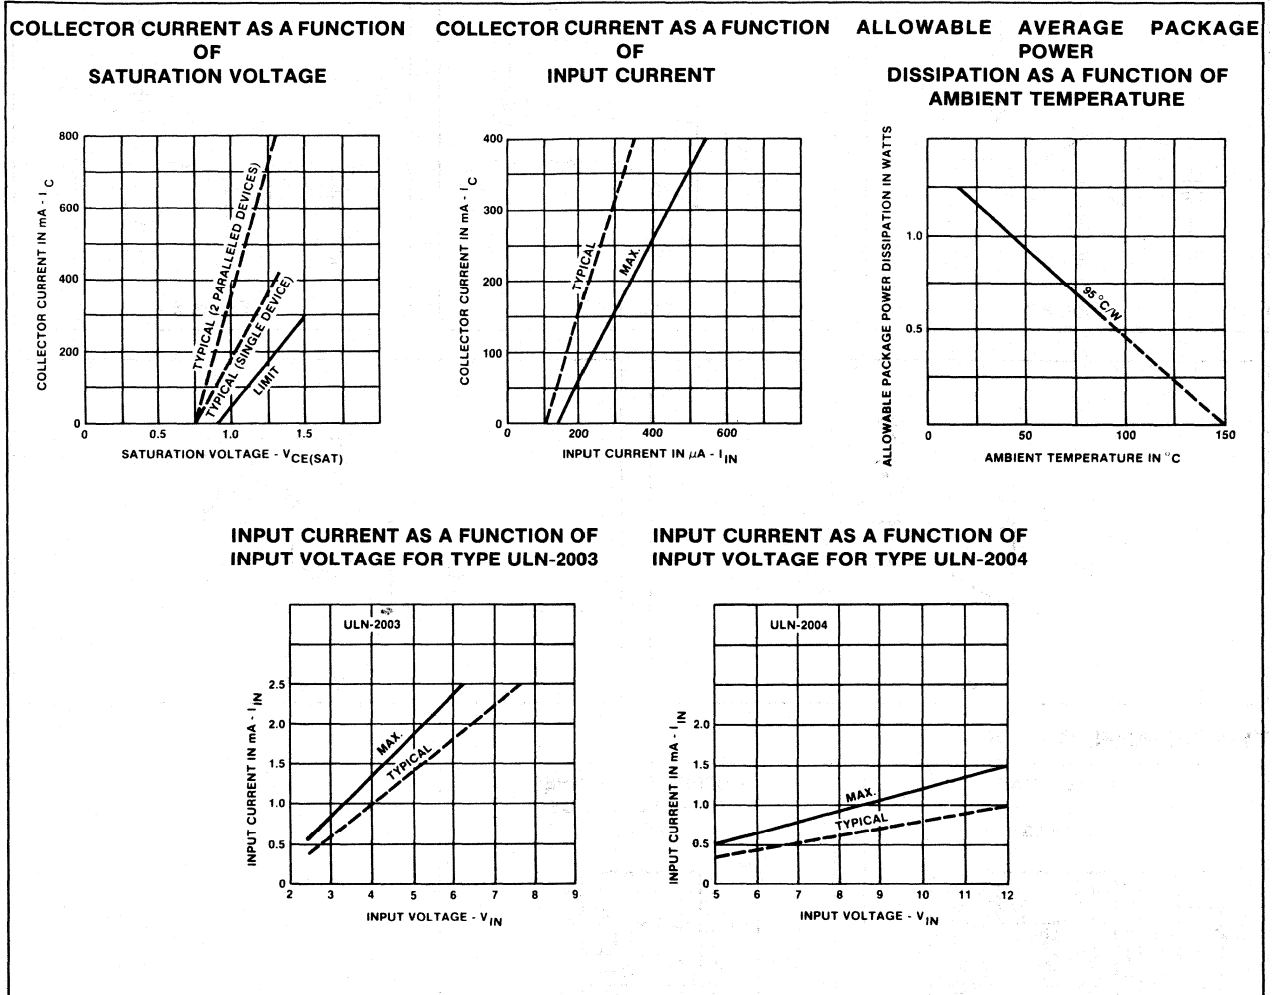 COLLECTOR CURRENT AS A FUNCTION
OF
SATURATION VOLTAGE
800
600
400
200
0
COLLECTOR CURRENT IN mA - I C
TYPICAL (2 PARALLELED DEVICES)
TYPICAL (SINGLE DEVICE)
LIMIT
0 0.5 1.0 1.5
SATURATION VOLTAGE - VCE(SAT)
COLLECTOR CURRENT AS A FUNCTION
OF
INPUT CURRENT
400
300
200
100
0
COLLECTOR CURRENT IN mA - IC
TYPICAL
MAX.
0 200 400 600
INPUT CURRENT IN μA - IIN
ALLOWABLE AVERAGE PACKAGE
POWER
DISSIPATION AS A FUNCTION OF
AMBIENT TEMPERATURE
1.0
0.5
ALLOWABLE PACKAGE POWER DISSIPATION IN WATTS
95°C/W
0 50 75 100 150
AMBIENT TEMPERATURE IN °C
INPUT CURRENT AS A FUNCTION OF
INPUT VOLTAGE FOR TYPE ULN-2003
ULN-2003
2.5
2.0
1.5
1.0
0.5
0
INPUT CURRENT IN mA - IIN
MAX.
TYPICAL
2 3 4 5 6 7 8 9
INPUT VOLTAGE - VIN
INPUT CURRENT AS A FUNCTION OF
INPUT VOLTAGE FOR TYPE ULN-2004
ULN-2004
2.0
1.5
1.0
0.5
0
INPUT CURRENT IN mA - IIN
MAX.
TYPICAL
5 6 7 8 9 10 11 12
INPUT VOLTAGE - VIN